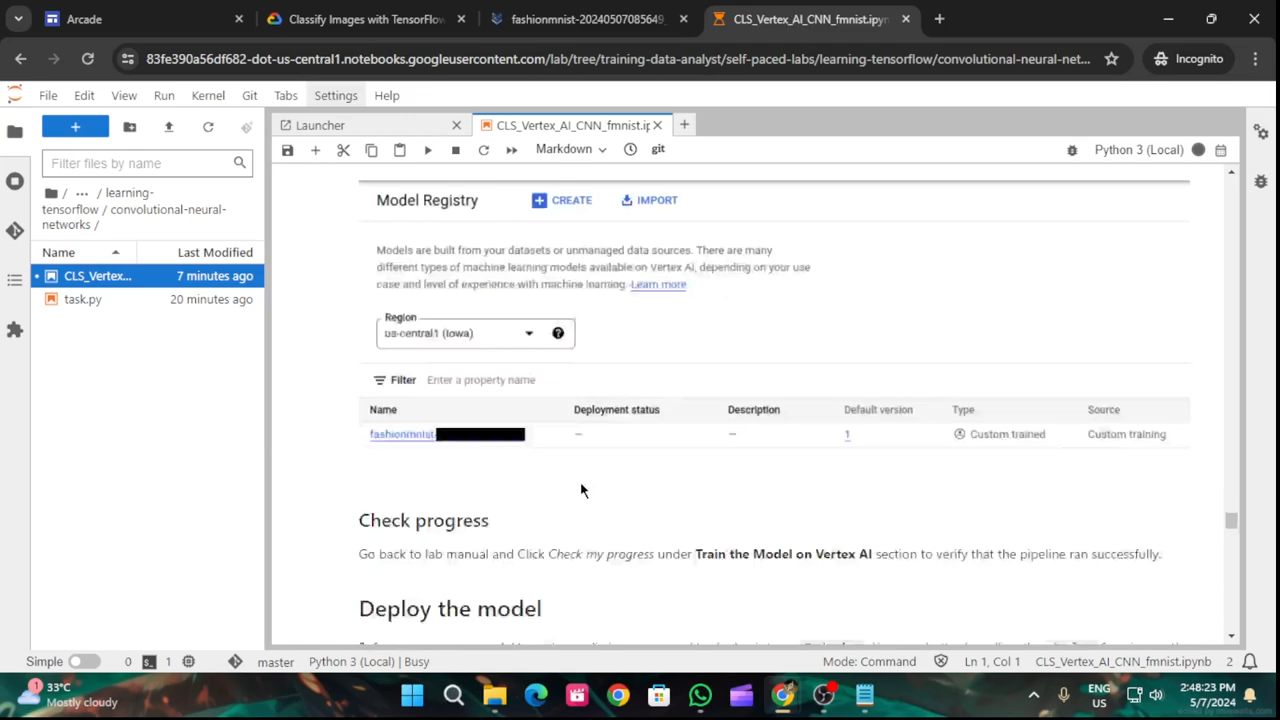 Arcade
Classify Images with TensorFlow
fashionmnist-20240507085649_
CLS_Vertex_AI_CNN_fmnist.ipyn
83fe390a56df682-dot-us-central1.notebooks.googleusercontent.com/lab/tree/training-data-analyst/self-paced-labs/learning-tensorflow/convolutional-neural-net...
Incognito
File Edit View Run Kernel Git Tabs Settings Help
Filter files by name
/ ... / learning-
tensorflow / convolutional-neural-
networks /
Name Last Modified
CLS_Vertex... 7 minutes ago
task.py 20 minutes ago
Launcher
CLS_Vertex_AI_CNN_fmnist.ip
Markdown
git
Python 3 (Local)
Model Registry
CREATE
IMPORT
Models are built from your datasets or unmanaged data sources. There are many
different types of machine learning models available on Vertex AI, depending on your use
case and level of experience with machine learning. Learn more
Region
us-central1 (Iowa)
Filter Enter a property name
Name Deployment status Description Default version Type Source
fashionmnist- — — 1 Custom trained Custom training
Check progress
Go back to lab manual and Click Check my progress under Train the Model on Vertex AI section to verify that the pipeline ran successfully.
Deploy the model
Simple 0 1 master Python 3 (Local) | Busy Mode: Command Ln 1, Col 1 CLS_Vertex_AI_CNN_fmnist.ipynb 2
1
33°C
Mostly cloudy
ENG
US
2:48:23 PM
5/7/2024